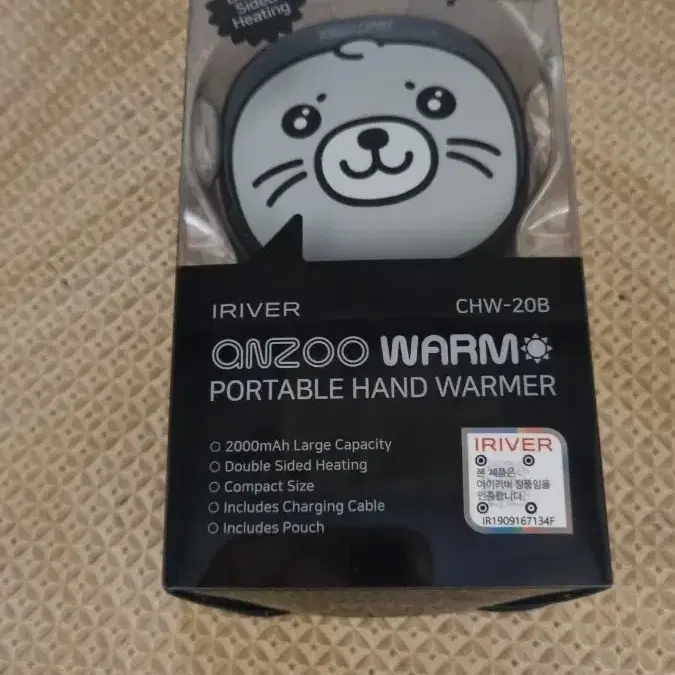 Sided
Heating
IRIVER
CHW-20B
anzoo WARM
PORTABLE HAND WARMER
2000mAh Large Capacity
Double Sided Heating
Compact Size
Includes Charging Cable
Includes Pouch
IRIVER
본 제품은
아이리버 정품임을
인증합니다.
IR1909167134F